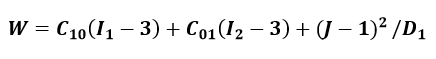 W = C₁₀(I₁ − 3) + C₀₁(I₂ − 3) + (J − 1)² /D₁